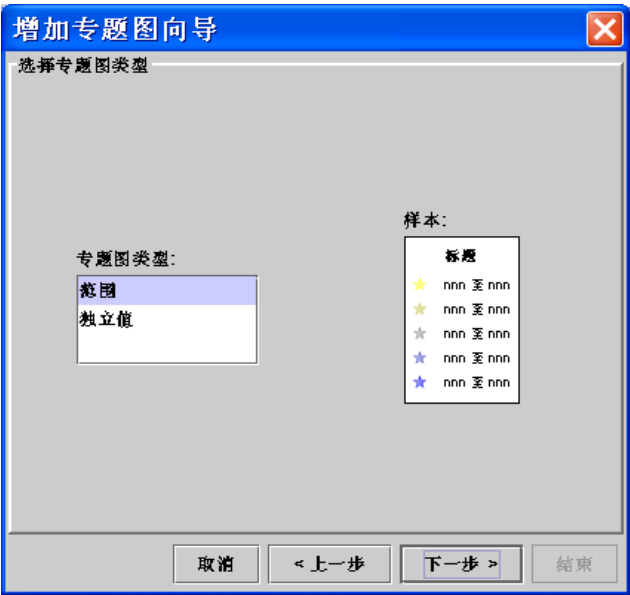 增加专题图向导
选择专题图类型
专题图类型:
范围
独立值
样本:
标题
nnn 至 nnn
nnn 至 nnn
nnn 至 nnn
nnn 至 nnn
nnn 至 nnn
取消
< 上一步
下一步 >
结束